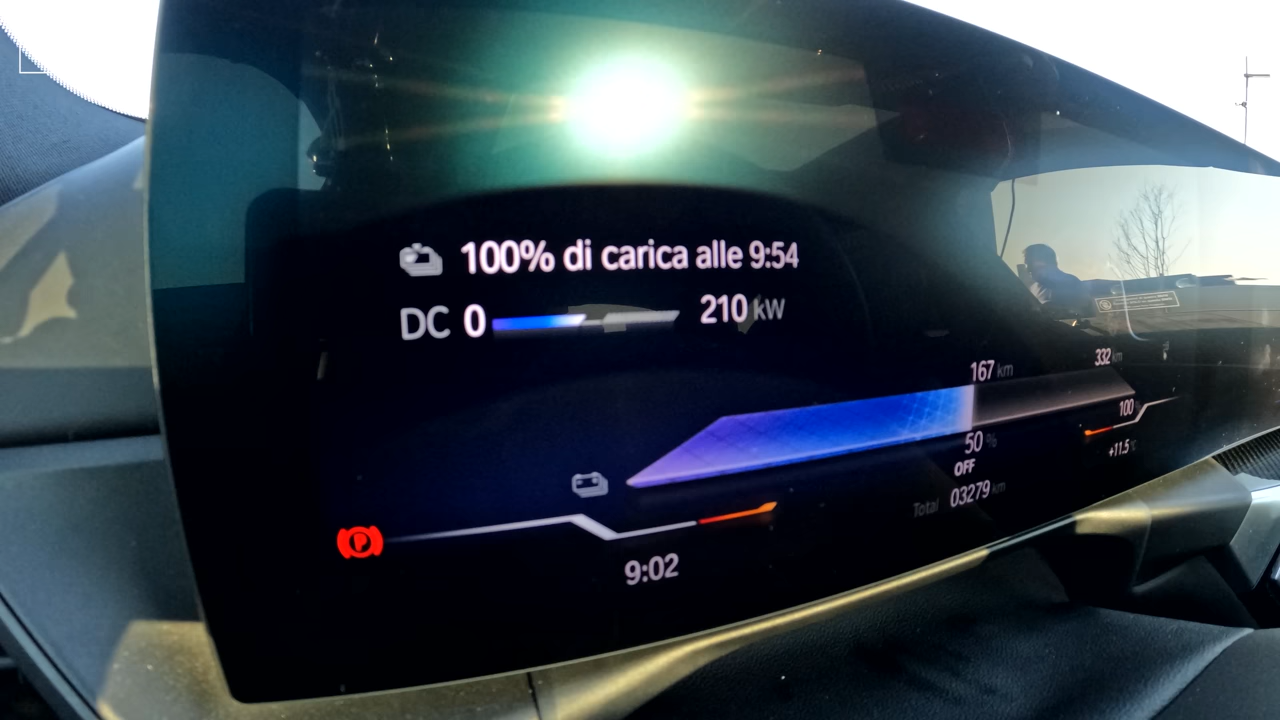 100% di carica alle 9:54
DC 0 210 kW
167 km
332 km
100
50 %
+11.5
OFF
Total 03279 km
P
9:02